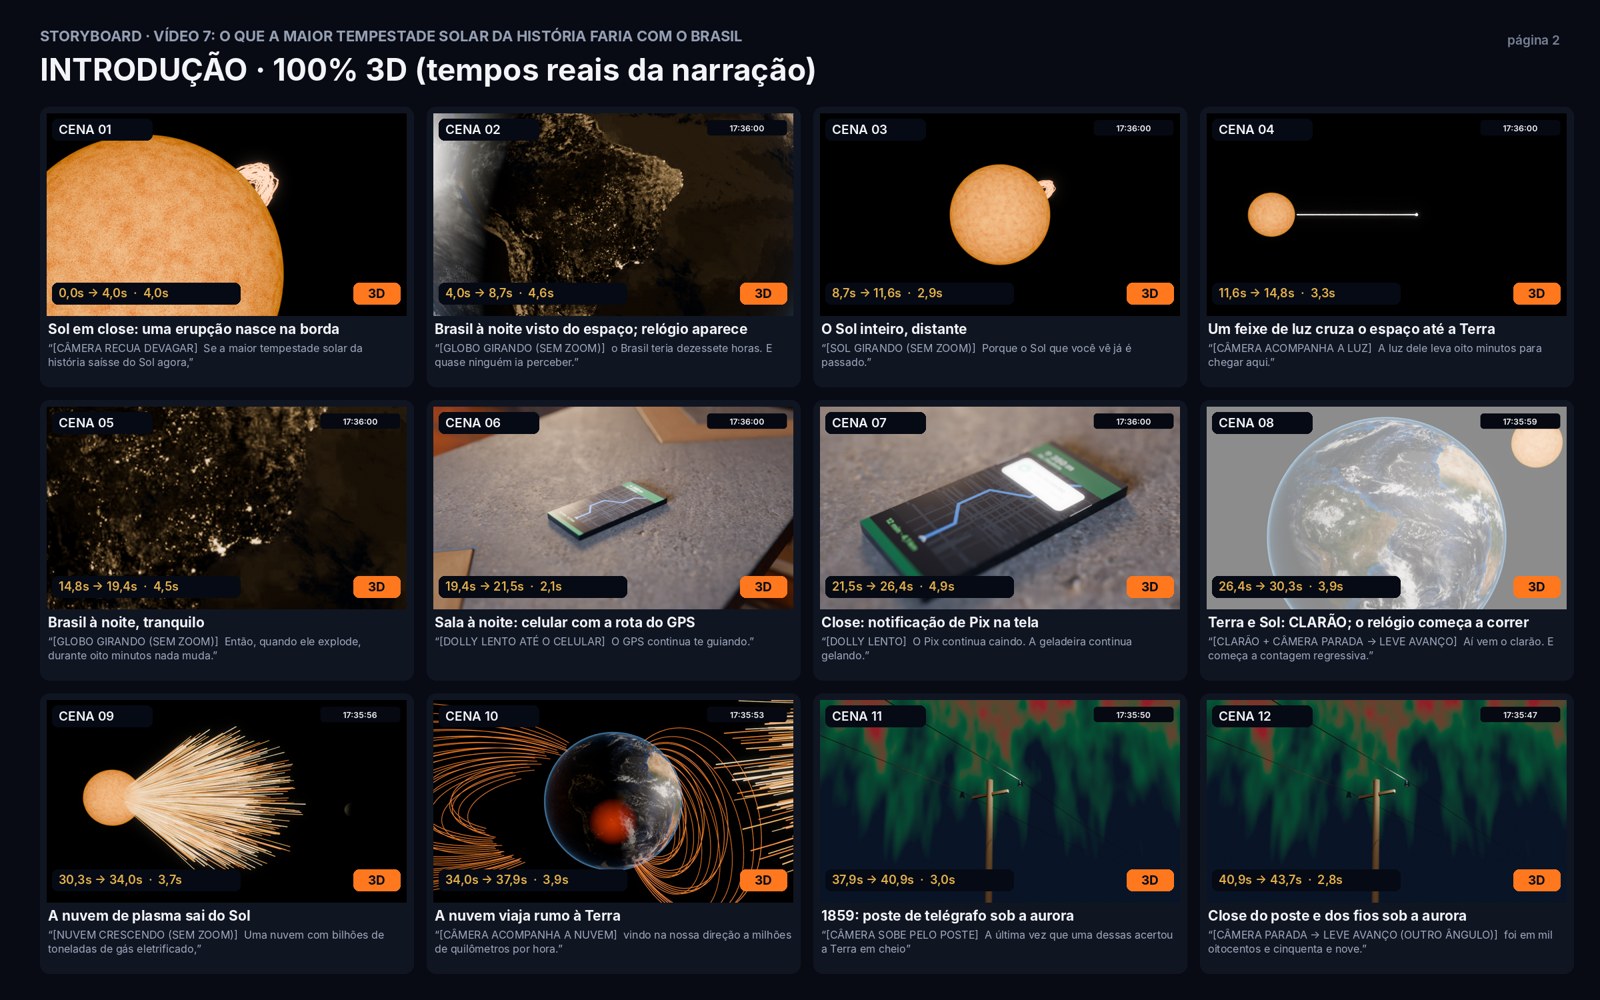 STORYBOARD · VÍDEO 7: O QUE A MAIOR TEMPESTADE SOLAR DA HISTÓRIA FARIA COM O BRASIL
página 2
INTRODUÇÃO · 100% 3D (tempos reais da narração)
CENA 01
0,0s → 4,0s · 4,0s
3D
Sol em close: uma erupção nasce na borda
“[CÂMERA RECUA DEVAGAR] Se a maior tempestade solar da
história saísse do Sol agora,”
CENA 02
17:36:00
4,0s → 8,7s · 4,6s
3D
Brasil à noite visto do espaço; relógio aparece
“[GLOBO GIRANDO (SEM ZOOM)] o Brasil teria dezessete horas. E
quase ninguém ia perceber.”
CENA 03
17:36:00
8,7s → 11,6s · 2,9s
3D
O Sol inteiro, distante
“[SOL GIRANDO (SEM ZOOM)] Porque o Sol que você vê já é
passado.”
CENA 04
17:36:00
11,6s → 14,8s · 3,3s
3D
Um feixe de luz cruza o espaço até a Terra
“[CÂMERA ACOMPANHA A LUZ] A luz dele leva oito minutos para
chegar aqui.”
CENA 05
17:36:00
14,8s → 19,4s · 4,5s
3D
Brasil à noite, tranquilo
“[GLOBO GIRANDO (SEM ZOOM)] Então, quando ele explode,
durante oito minutos nada muda.”
CENA 06
17:36:00
19,4s → 21,5s · 2,1s
3D
Sala à noite: celular com a rota do GPS
“[DOLLY LENTO ATÉ O CELULAR] O GPS continua te guiando.”
CENA 07
17:36:00
21,5s → 26,4s · 4,9s
3D
Close: notificação de Pix na tela
“[DOLLY LENTO] O Pix continua caindo. A geladeira continua
gelando.”
CENA 08
17:35:59
26,4s → 30,3s · 3,9s
3D
Terra e Sol: CLARÃO; o relógio começa a correr
“[CLARÃO + CÂMERA PARADA → LEVE AVANÇO] Aí vem o clarão. E
começa a contagem regressiva.”
CENA 09
17:35:56
30,3s → 34,0s · 3,7s
3D
A nuvem de plasma sai do Sol
“[NUVEM CRESCENDO (SEM ZOOM)] Uma nuvem com bilhões de
toneladas de gás eletrificado,”
CENA 10
17:35:53
34,0s → 37,9s · 3,9s
3D
A nuvem viaja rumo à Terra
“[CÂMERA ACOMPANHA A NUVEM] vindo na nossa direção a milhões
de quilômetros por hora.”
CENA 11
17:35:50
37,9s → 40,9s · 3,0s
3D
1859: poste de telégrafo sob a aurora
“[CÂMERA SOBE PELO POSTE] A última vez que uma dessas acertou
a Terra em cheio”
CENA 12
17:35:47
40,9s → 43,7s · 2,8s
3D
Close do poste e dos fios sob a aurora
“[CÂMERA PARADA → LEVE AVANÇO (OUTRO ÂNGULO)] foi em mil
oitocentos e cinquenta e nove.”